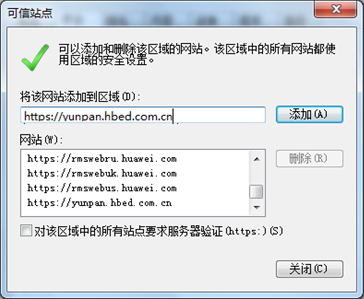 可信站点
可以添加和删除该区域的网站。该区域中的所有网站都使
用区域的安全设置。
将该网站添加到区域(D):
https://yunpan.hbed.com.cn
添加(A)
网站(W):
https://rmswebru.huawei.com
https://rmswebuk.huawei.com
https://rmswebus.huawei.com
https://yunpan.hbed.com.cn
删除(R)
对该区域中的所有站点要求服务器验证(https:)(S)
关闭(C)